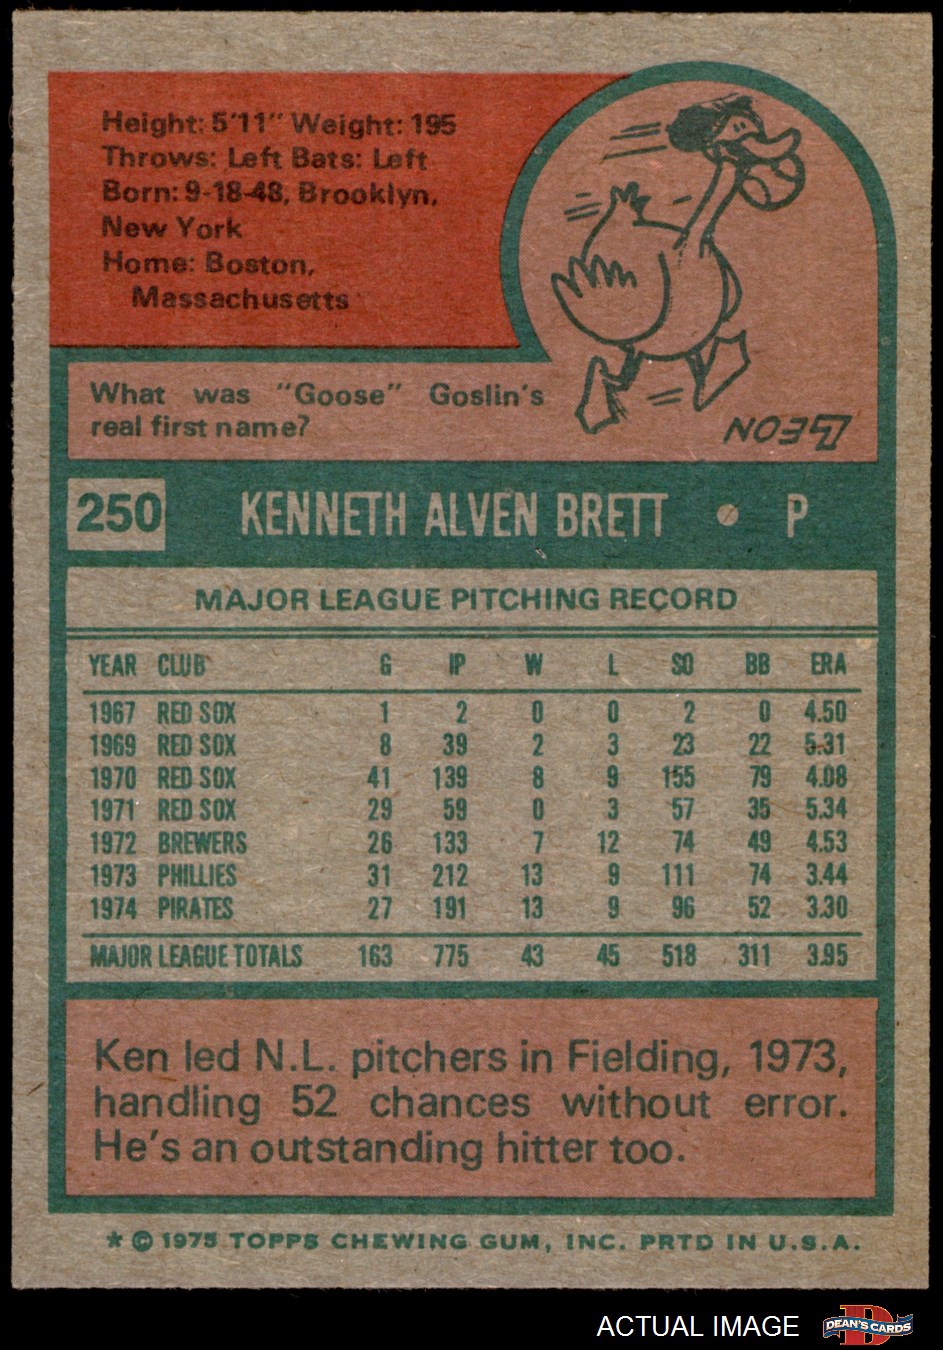 Height: 5'11" Weight: 195
Throws: Left Bats: Left
Born: 9-18-48, Brooklyn,
New York
Home: Boston,
Massachusetts
What was "Goose" Goslin's
real first name?
LEON
250 KENNETH ALVEN BRETT • P
MAJOR LEAGUE PITCHING RECORD
YEAR CLUB G IP W L SO BB ERA
1967 RED SOX 1 2 0 0 2 0 4.50
1969 RED SOX 8 39 2 3 23 22 5.31
1970 RED SOX 41 139 8 9 155 79 4.08
1971 RED SOX 29 59 0 3 57 35 5.34
1972 BREWERS 26 133 7 12 74 49 4.53
1973 PHILLIES 31 212 13 9 111 74 3.44
1974 PIRATES 27 191 13 9 96 52 3.30
MAJOR LEAGUE TOTALS 163 775 43 45 518 311 3.95
Ken led N.L. pitchers in Fielding, 1973,
handling 52 chances without error.
He's an outstanding hitter too.
* © 1975 TOPPS CHEWING GUM, INC. PRTD IN U.S.A.
ACTUAL IMAGE D DEAN'S CARDS